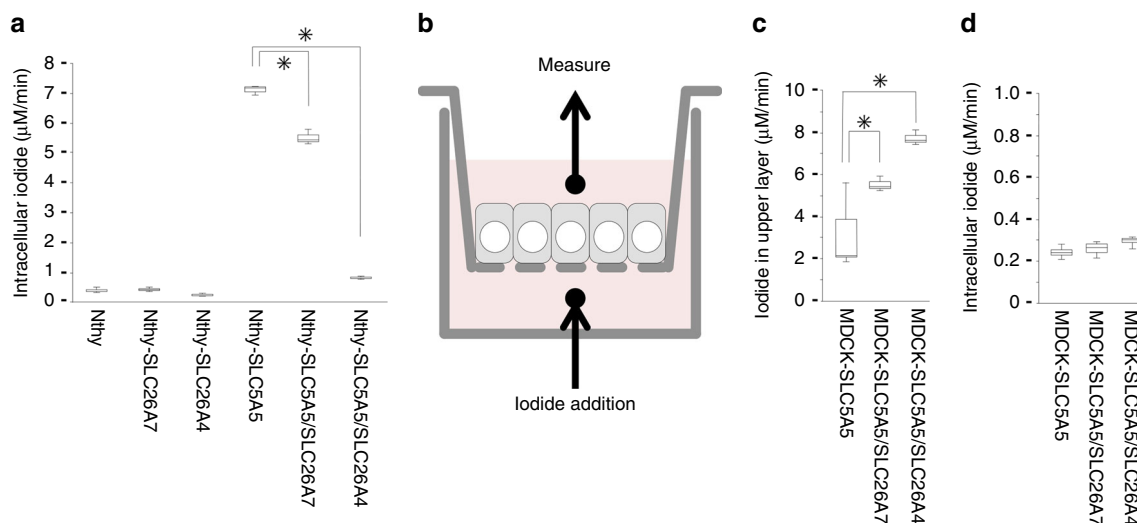 a
Intracellular iodide (μM/min)
8
7
6
5
4
3
2
1
0
*
*
Nthy
Nthy-SLC26A7
Nthy-SLC26A4
Nthy-SLC5A5
Nthy-SLC5A5/SLC26A7
Nthy-SLC5A5/SLC26A4
b
Measure
Iodide addition
c
Iodide in upper layer (μM/min)
10
8
6
4
2
0
*
*
MDCK-SLC5A5
MDCK-SLC5A5/SLC26A7
MDCK-SLC5A5/SLC26A4
d
Intracellular iodide (μM/min)
1.0
0.8
0.6
0.4
0.2
0
MDCK-SLC5A5
MDCK-SLC5A5/SLC26A7
MDCK-SLC5A5/SLC26A4